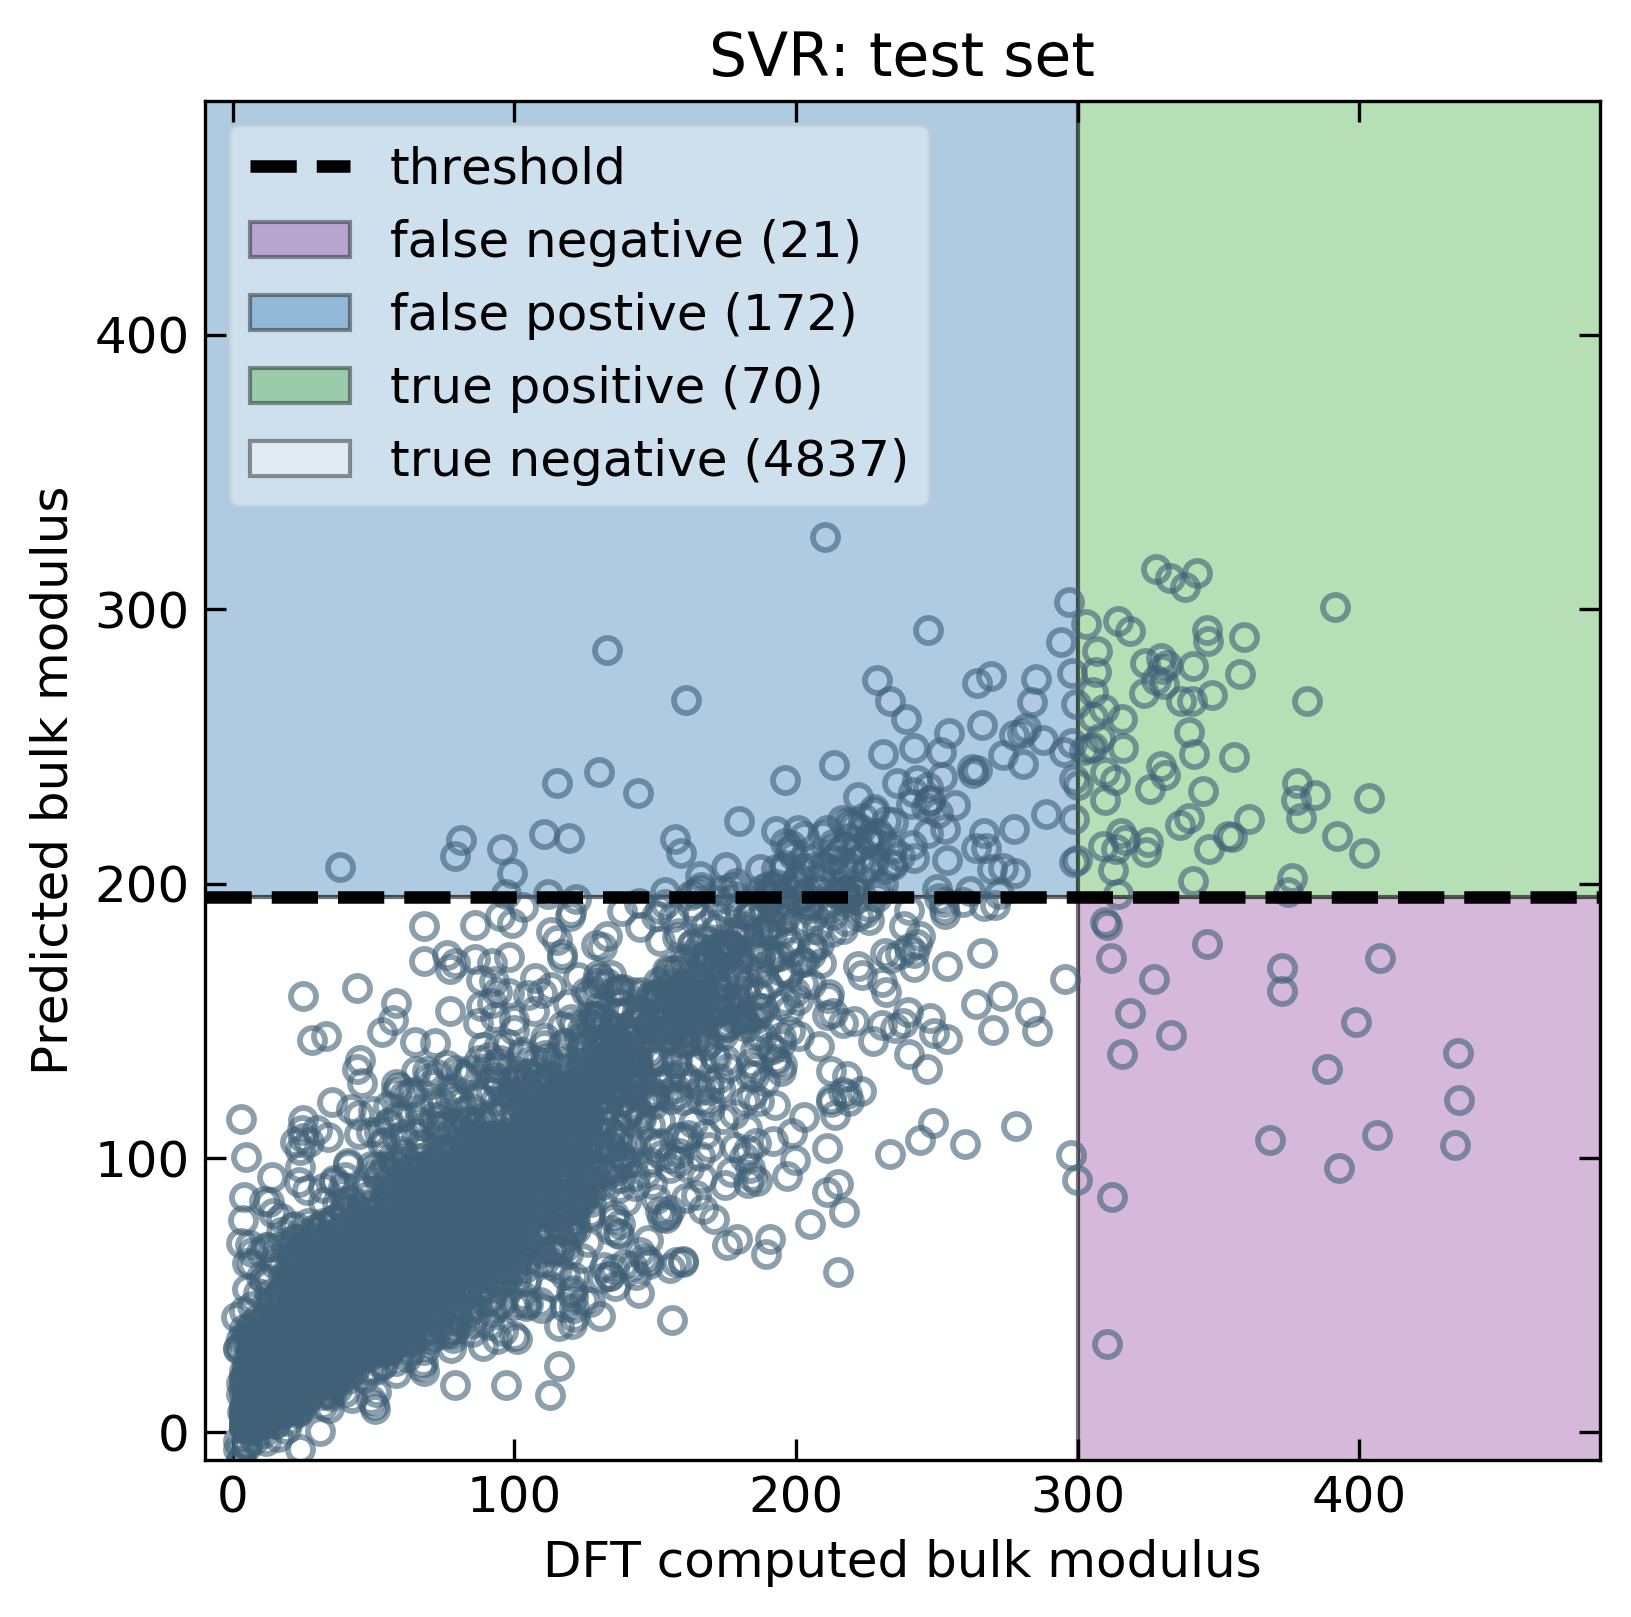 SVR: test set
threshold
false negative (21)
false postive (172)
true positive (70)
true negative (4837)
Predicted bulk modulus
400
300
200
100
0
0 100 200 300 400
DFT computed bulk modulus